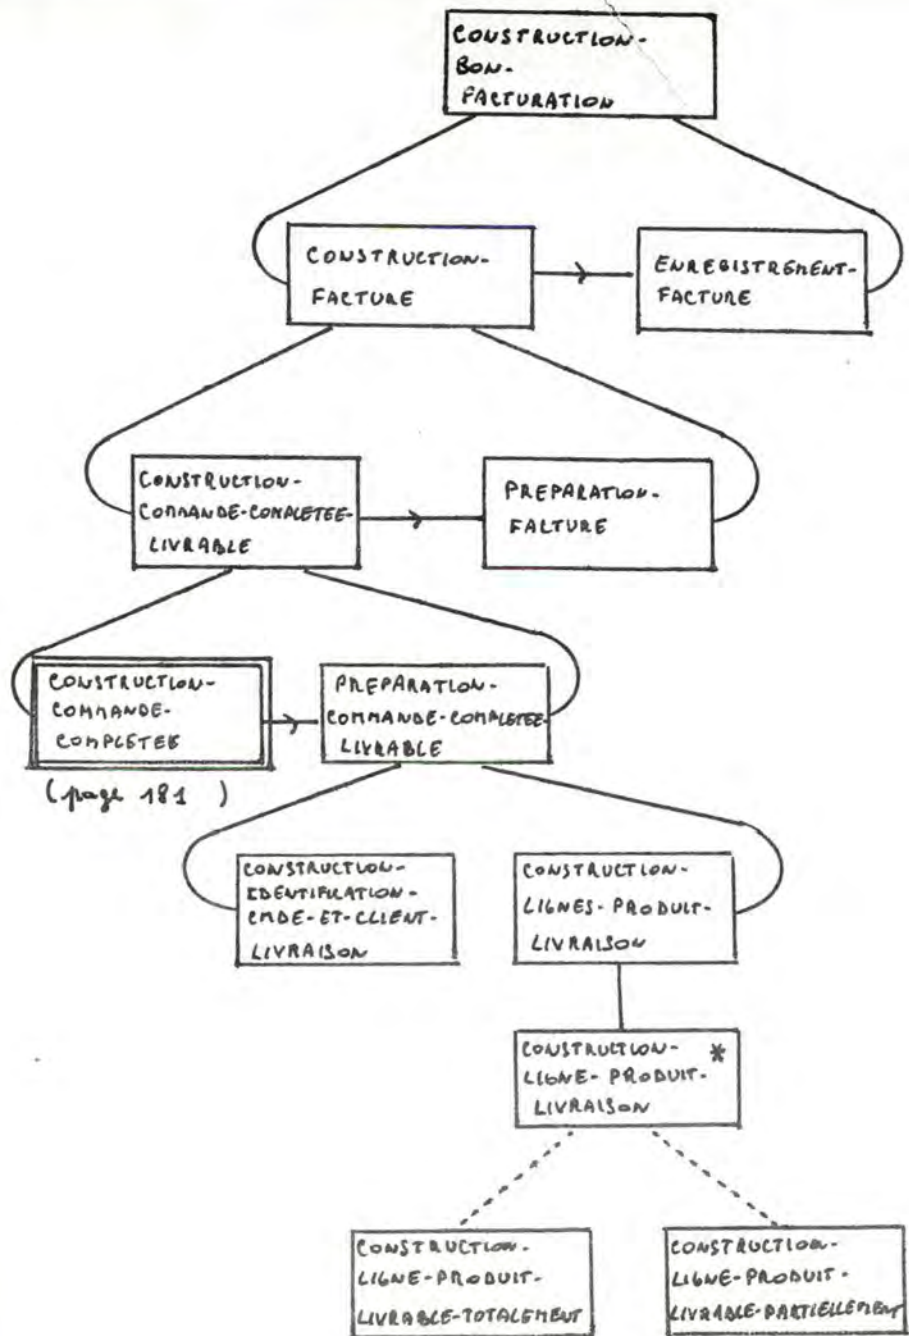 CONSTRUCTION-
BON-
FACTURATION
CONSTRUCTION-
FACTURE
ENREGISTREMENT-
FACTURE
CONSTRUCTION-
COMMANDE-COMPLETEE-
LIVRABLE
PREPARATION-
FACTURE
CONSTRUCTION-
COMMANDE-
COMPLETEE
(page 181 )
PREPARATION-
COMMANDE-COMPLETEE-
LIVRABLE
CONSTRUCTION-
IDENTIFICATION-
CMDE-ET-CLIENT-
LIVRAISON
CONSTRUCTION-
LIGNES-PRODUIT-
LIVRAISON
CONSTRUCTION- *
LIGNE-PRODUIT-
LIVRAISON
CONSTRUCTION-
LIGNE-PRODUIT-
LIVRABLE-TOTALEMENT
CONSTRUCTION-
LIGNE-PRODUIT-
LIVRABLE-PARTIELLEMENT